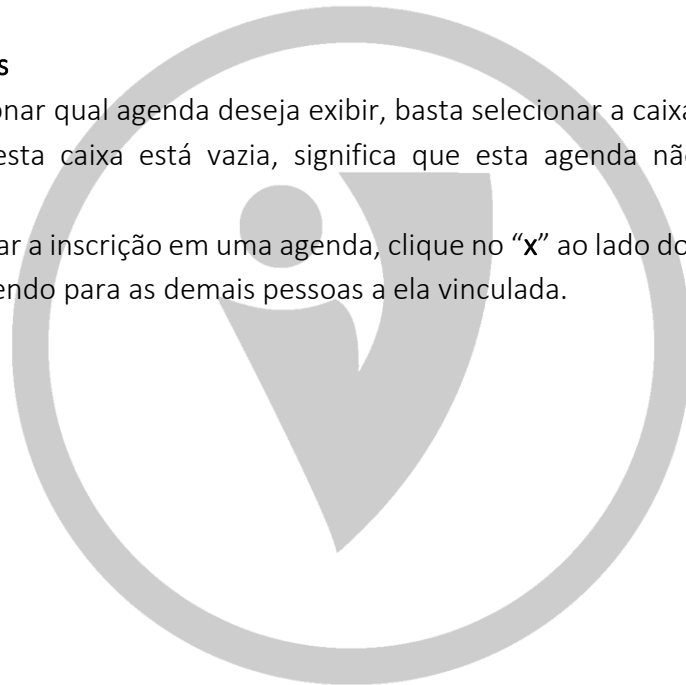 s
onar qual agenda deseja exibir, basta selecionar a caixa
esta caixa está vazia, significa que esta agenda nã
ar a inscrição em uma agenda, clique no “x” ao lado do
endo para as demais pessoas a ela vinculada.